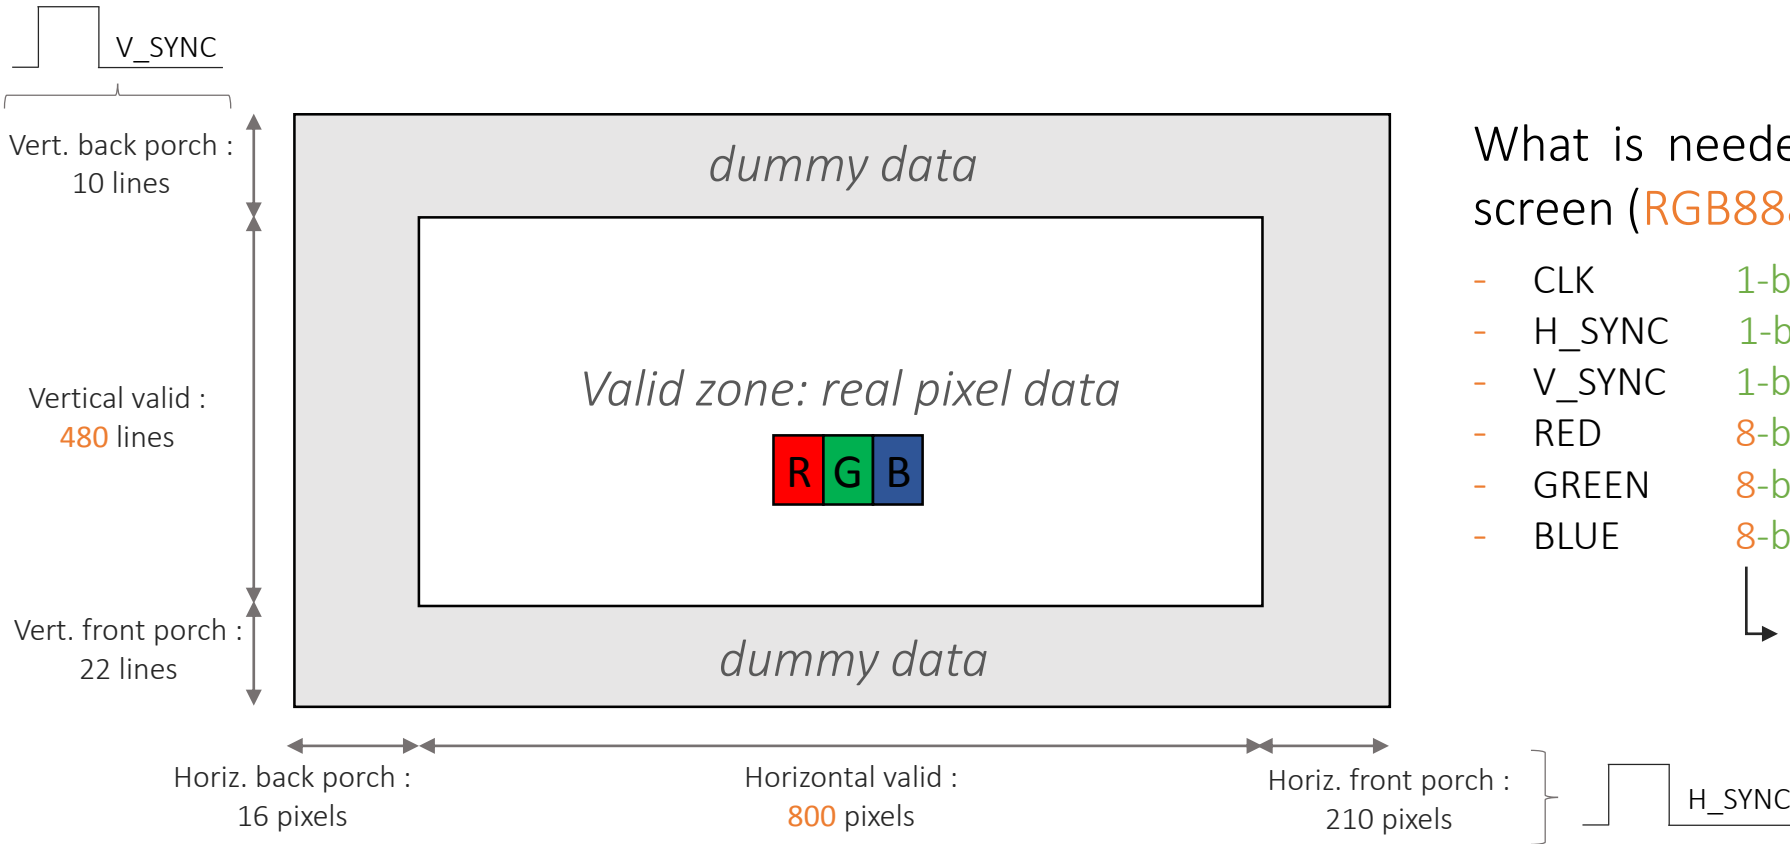 V_SYNC
Vert. back porch :
10 lines
dummy data
Vertical valid :
480 lines
Valid zone: real pixel data
R G B
Vert. front porch :
22 lines
dummy data
Horiz. back porch :
16 pixels
Horizontal valid :
800 pixels
Horiz. front porch :
210 pixels
H_SYNC
What is neede
screen (RGB88
- CLK 1-b
- H_SYNC 1-b
- V_SYNC 1-b
- RED 8-b
- GREEN 8-b
- BLUE 8-b